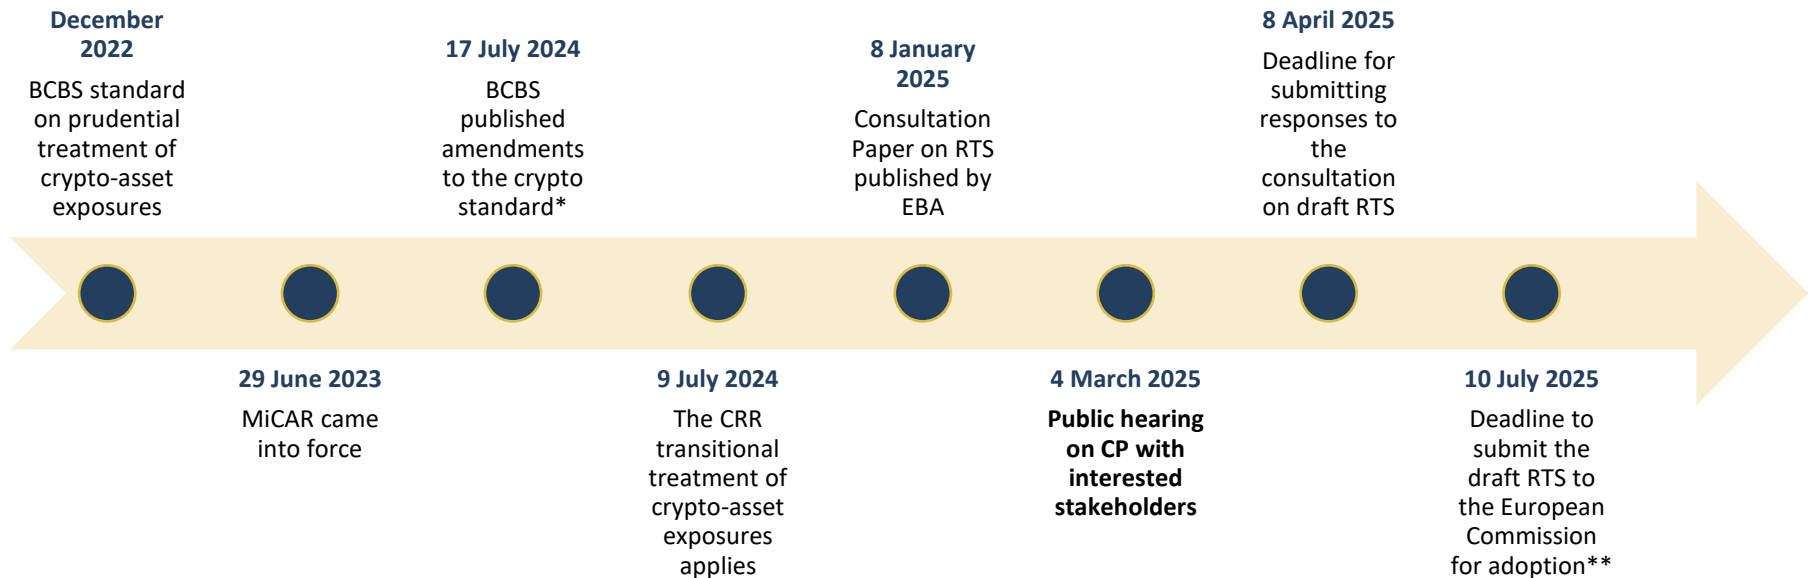 December
2022
BCBS standard
on prudential
treatment of
crypto-asset
exposures
29 June 2023
MiCAR came
into force
17 July 2024
BCBS
published
amendments
to the crypto
standard*
9 July 2024
The CRR
transitional
treatment of
crypto-asset
exposures
applies
8 January
2025
Consultation
Paper on RTS
published by
EBA
4 March 2025
Public hearing
on CP with
interested
stakeholders
8 April 2025
Deadline for
submitting
responses to
the
consultation
on draft RTS
10 July 2025
Deadline to
submit the
draft RTS to
the European
Commission
for adoption**